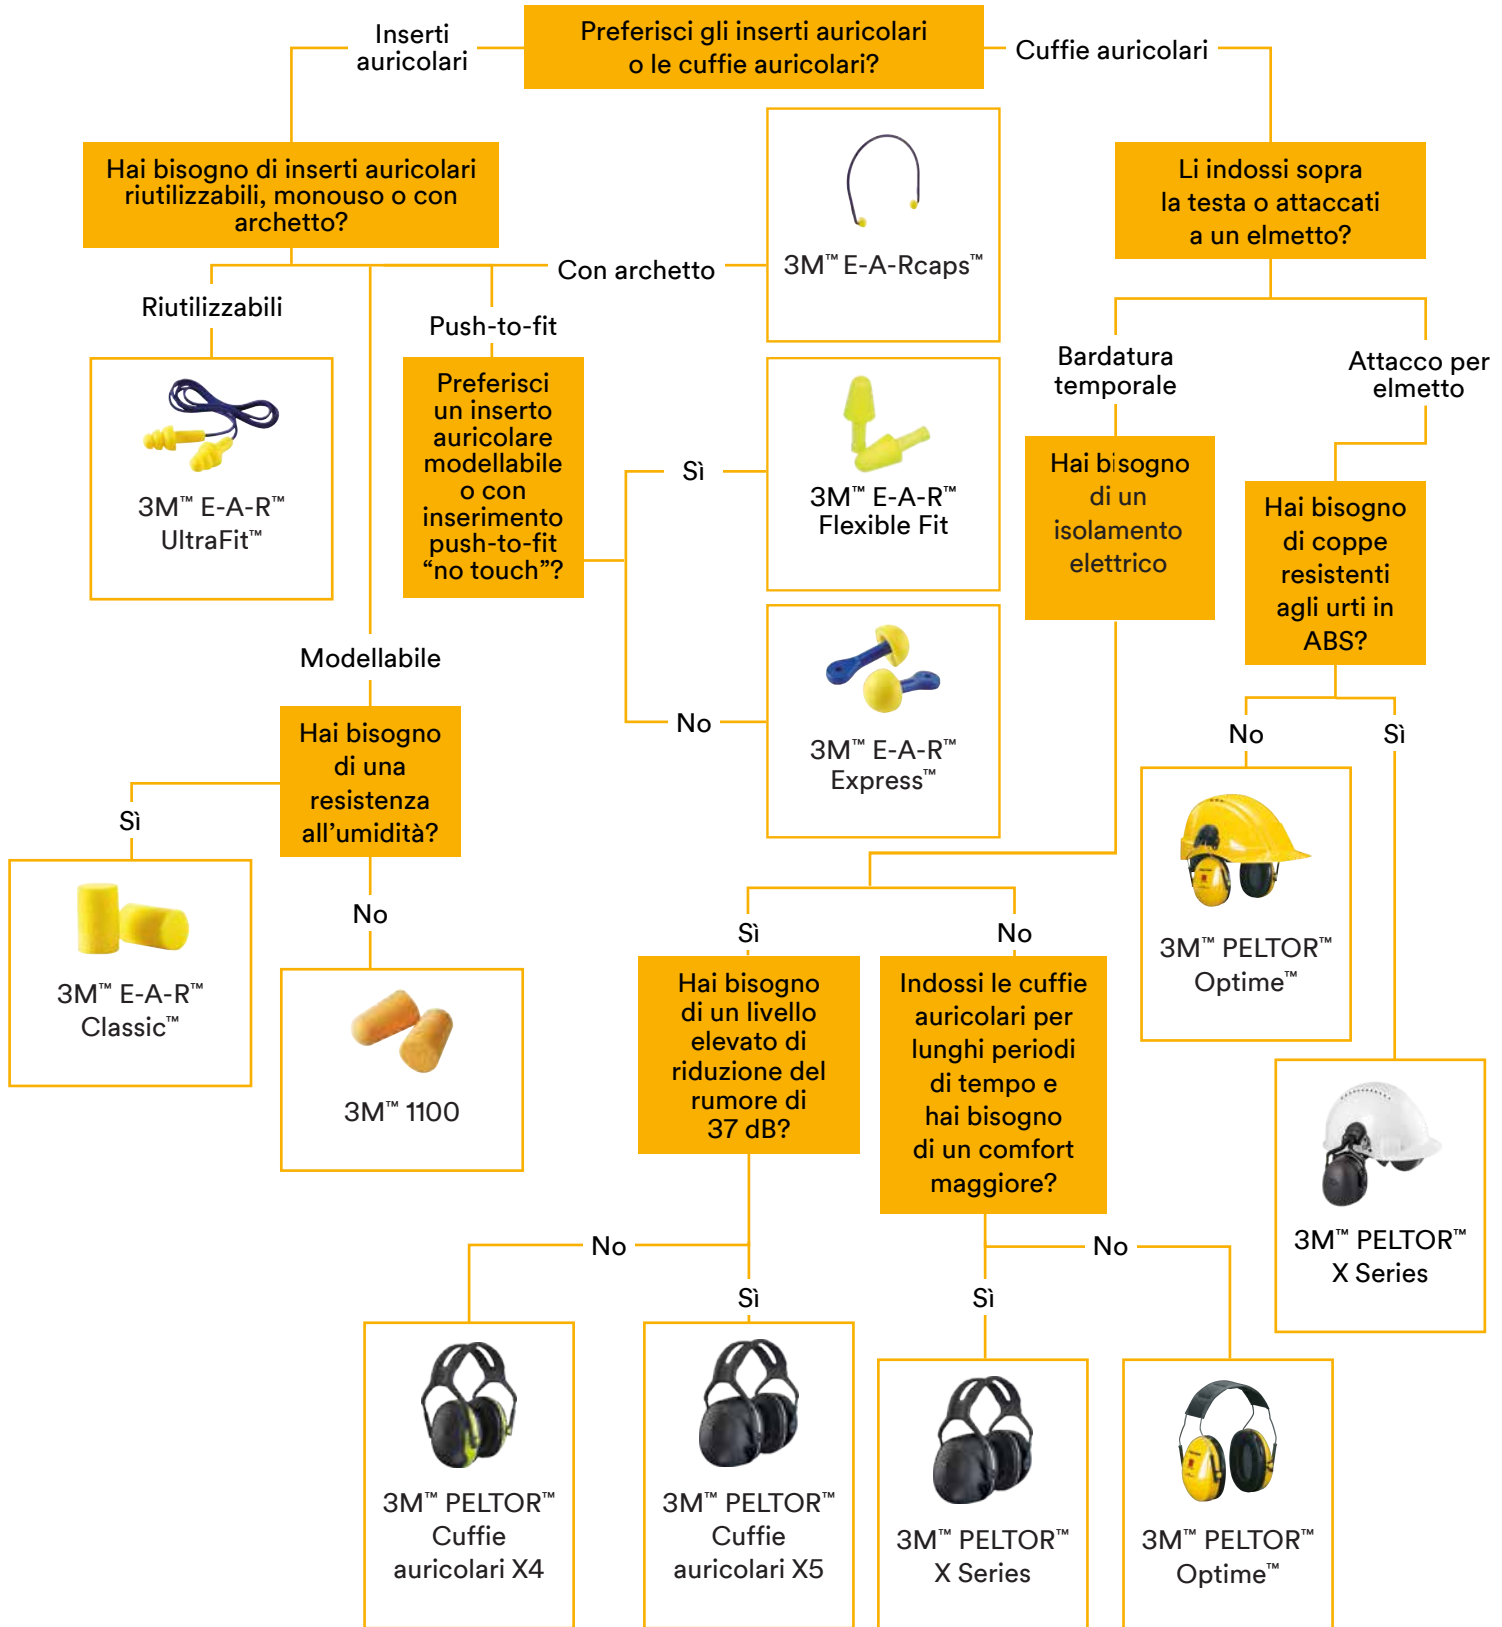 Inserti
auricolari
Preferisci gli inserti auricolari
o le cuffie auricolari?
Cuffie auricolari
Hai bisogno di inserti auricolari
riutilizzabili, monouso o con
archetto?
Con archetto
3M™ E-A-Rcaps™
Li indossi sopra
la testa o attaccati
a un elmetto?
Riutilizzabili
3M™ E-A-R™
UltraFit™
Push-to-fit
Preferisci
un inserto
auricolare
modellabile
o con
inserimento
push-to-fit
“no touch”?
Sì
3M™ E-A-R™
Flexible Fit
No
3M™ E-A-R™
Express™
Modellabile
Hai bisogno
di una
resistenza
all’umidità?
Sì
3M™ E-A-R™
Classic™
No
3M™ 1100
Bardatura
temporale
Hai bisogno
di un
isolamento
elettrico
Attacco per
elmetto
Hai bisogno
di coppe
resistenti
agli urti in
ABS?
No
3M™ PELTOR™
Optime™
Sì
3M™ PELTOR™
X Series
Sì
Hai bisogno
di un livello
elevato di
riduzione del
rumore di
37 dB?
No
Indossi le cuffie
auricolari per
lunghi periodi
di tempo e
hai bisogno
di un comfort
maggiore?
No
3M™ PELTOR™
Cuffie
auricolari X4
Sì
3M™ PELTOR™
Cuffie
auricolari X5
Sì
3M™ PELTOR™
X Series
No
3M™ PELTOR™
Optime™